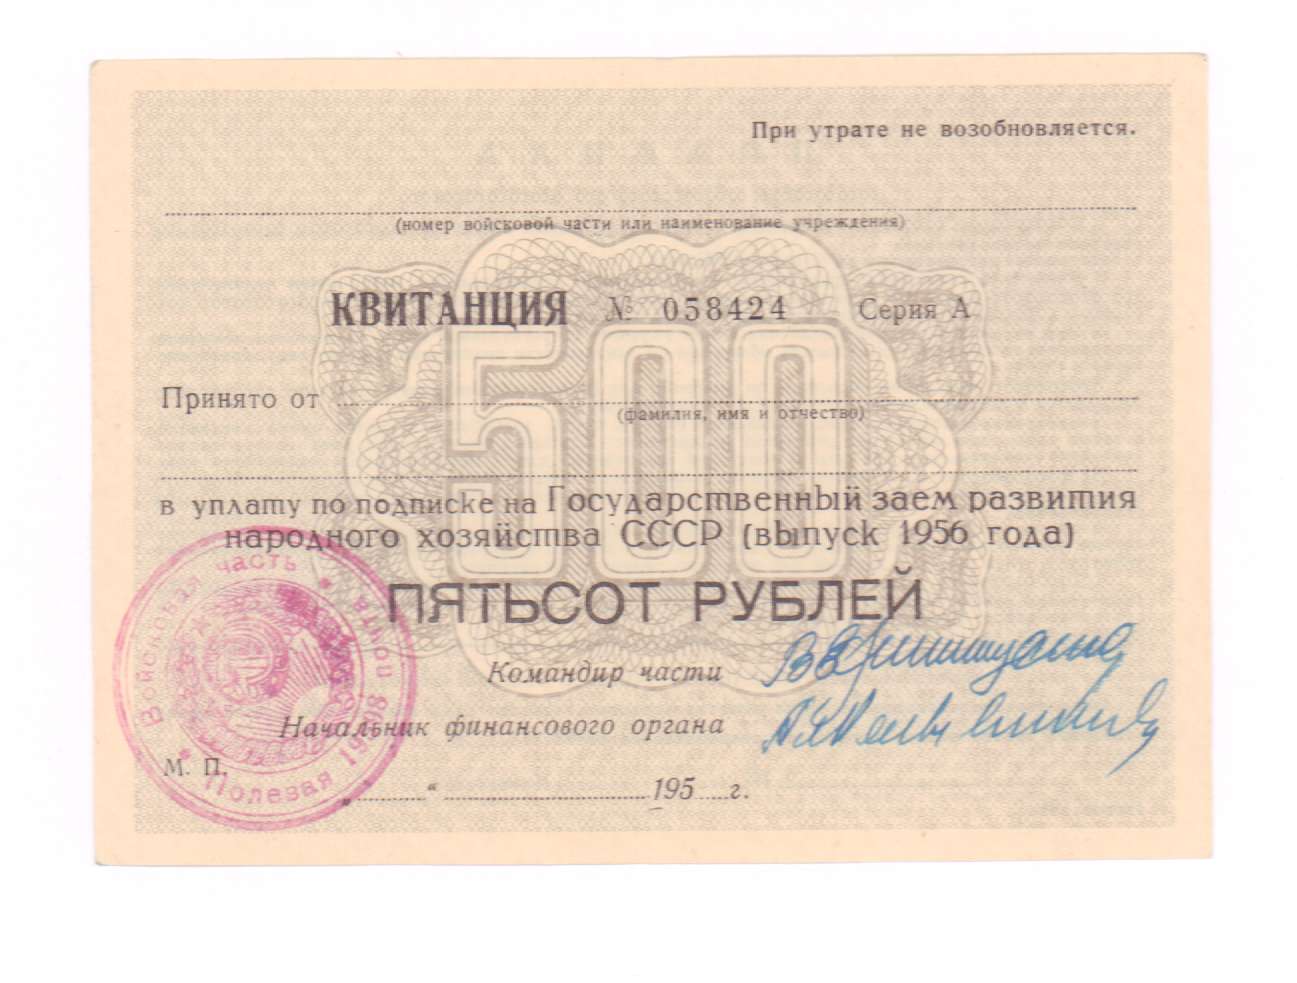 При утрате не возобновляется.
(номер войсковой части или наименование учреждения)
КВИТАНЦИЯ № 058424 Серия А
Принято от
(фамилия, имя и отчество)
в уплату по подписке на Государственный заем развития
народного хозяйства СССР (выпуск 1956 года)
500
ПЯТЬСОТ РУБЛЕЙ
Командир части
Начальник финансового органа
М. П.
„ “ 195 г.
Войсковая часть
Полевая почта